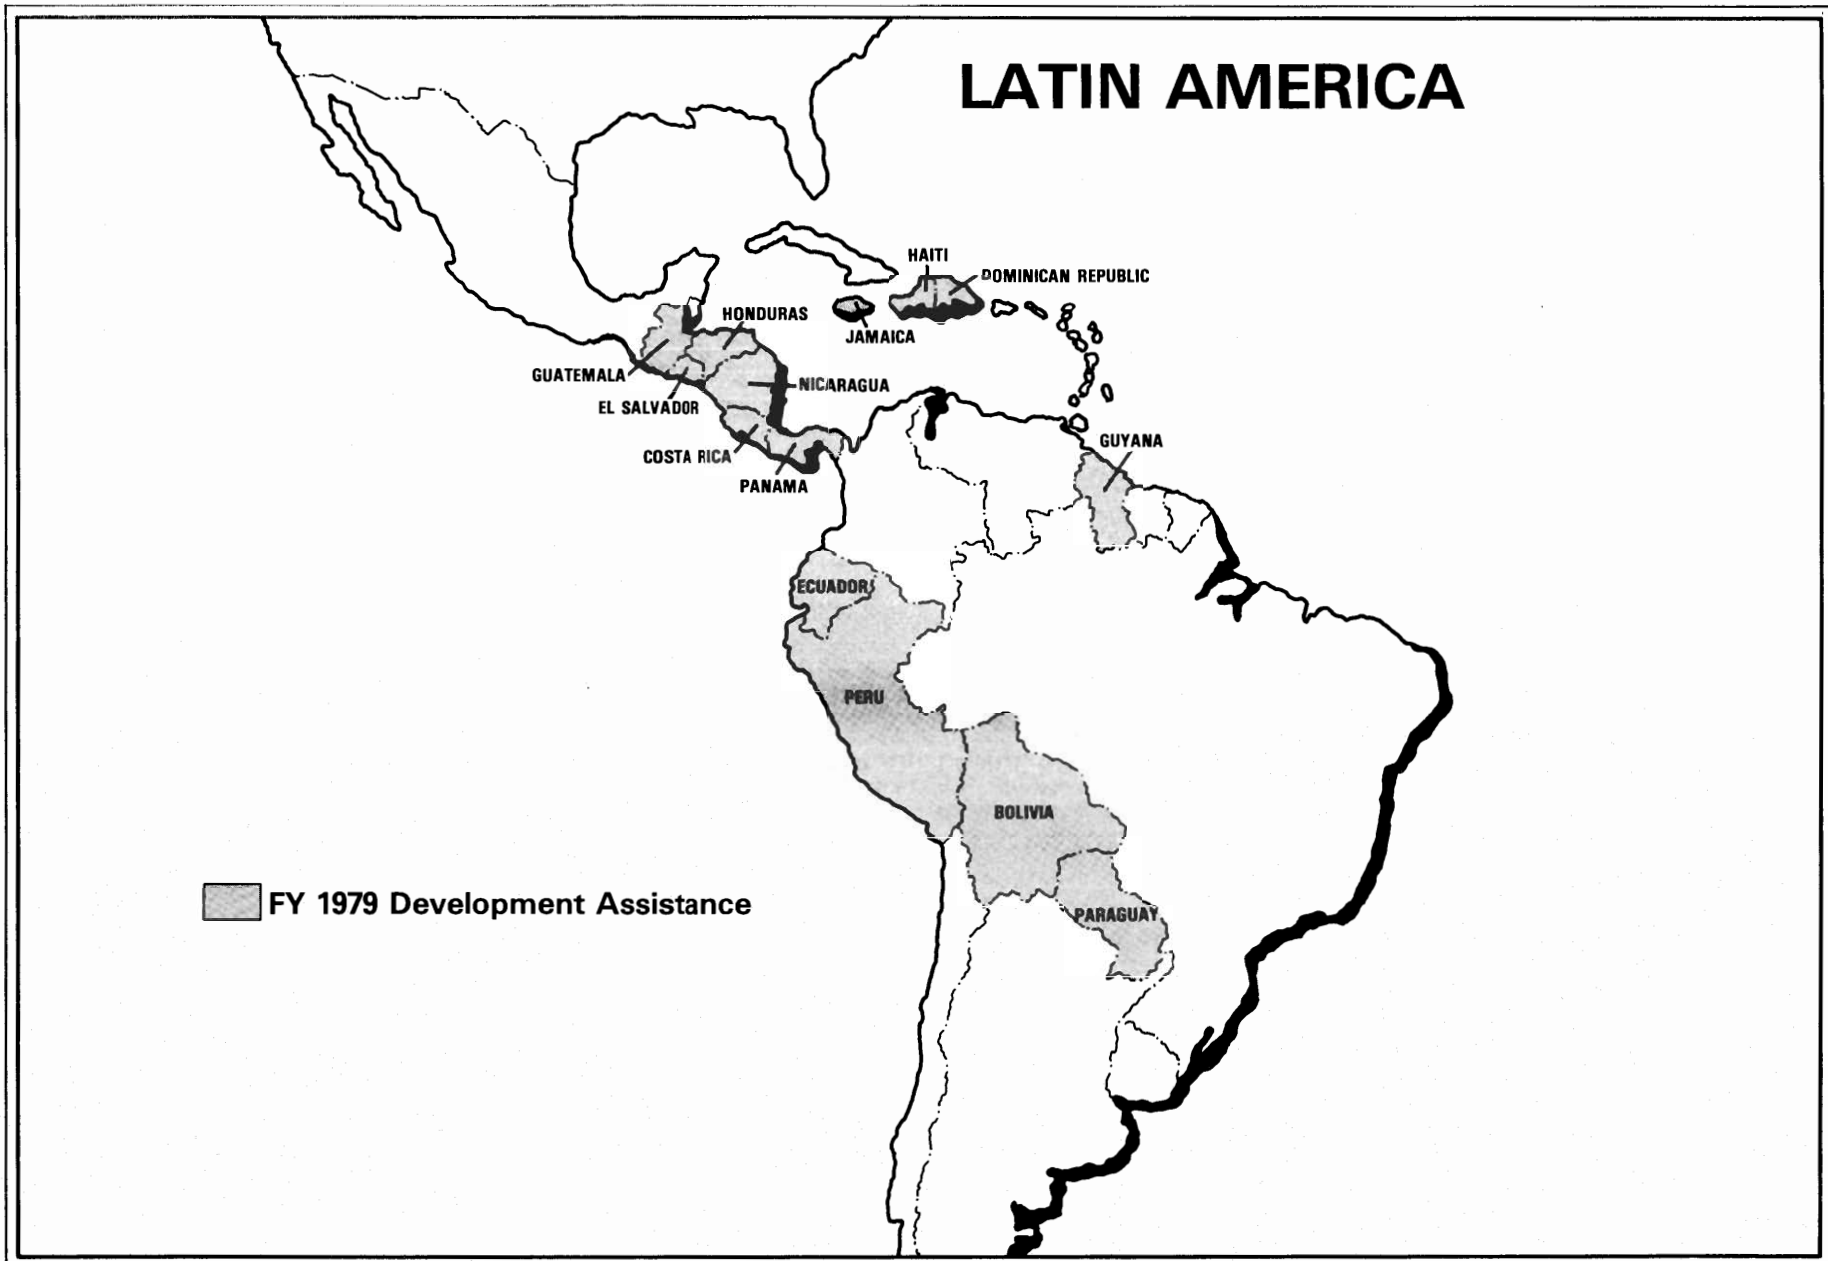 LATIN AMERICA
HAITI
DOMINICAN REPUBLIC
HONDURAS
JAMAICA
GUATEMALA
NICARAGUA
EL SALVADOR
COSTA RICA
GUYANA
PANAMA
ECUADOR
PERU
BOLIVIA
FY 1979 Development Assistance
PARAGUAY